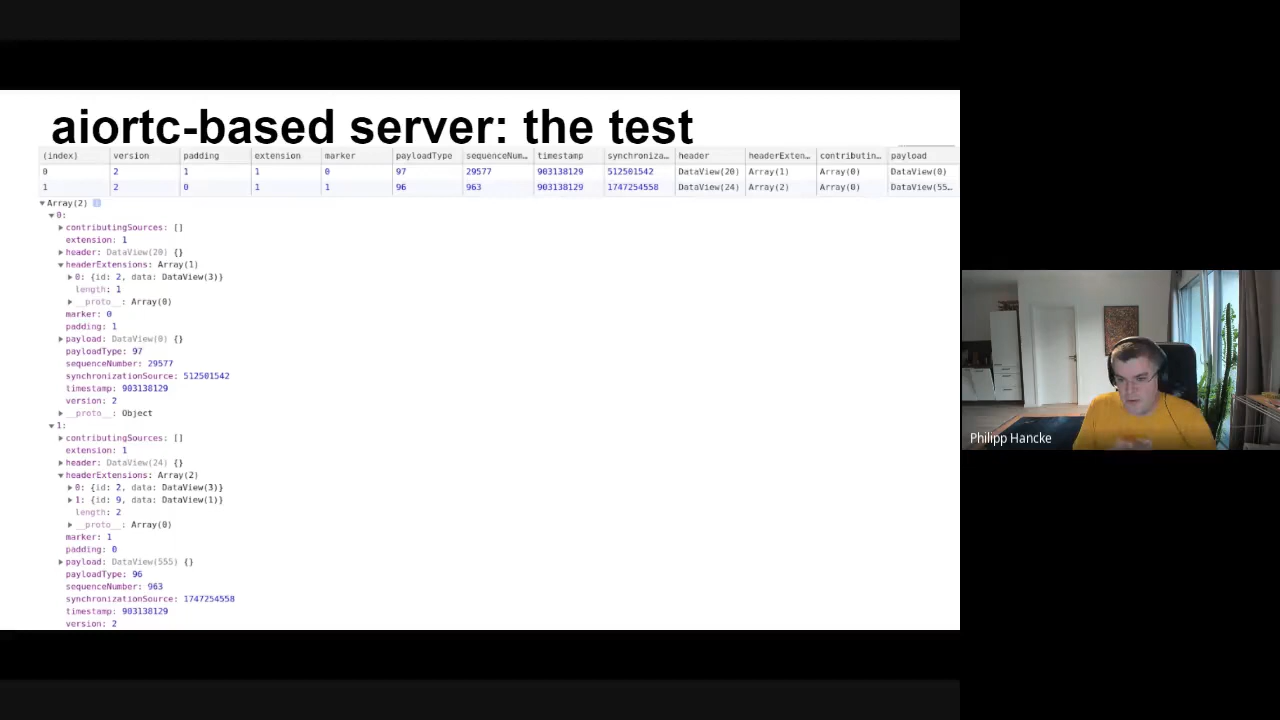 aiortc-based server: the test
(index) version padding extension marker payloadType sequenceNum… timestamp synchroniza… header headerExten… contributin… payload
0 2 1 1 0 97 29577 903138129 512501542 DataView(20) Array(1) Array(0) DataView(0)
1 2 0 1 1 96 963 903138129 1747254558 DataView(24) Array(2) Array(0) DataView(55…
▼Array(2) i
▼0:
▶contributingSources: []
extension: 1
▶header: DataView(20) {}
▼headerExtensions: Array(1)
▶0: {id: 2, data: DataView(3)}
length: 1
▶__proto__: Array(0)
marker: 0
padding: 1
▶payload: DataView(0) {}
payloadType: 97
sequenceNumber: 29577
synchronizationSource: 512501542
timestamp: 903138129
version: 2
▶__proto__: Object
▼1:
▶contributingSources: []
extension: 1
▶header: DataView(24) {}
▼headerExtensions: Array(2)
▶0: {id: 2, data: DataView(3)}
▶1: {id: 9, data: DataView(1)}
length: 2
▶__proto__: Array(0)
marker: 1
padding: 0
▶payload: DataView(555) {}
payloadType: 96
sequenceNumber: 963
synchronizationSource: 1747254558
timestamp: 903138129
version: 2
Philipp Hancke